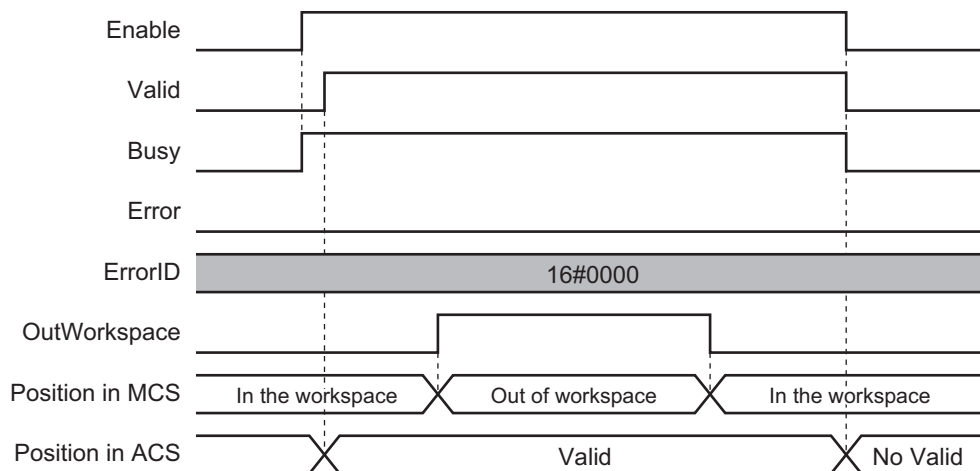 Enable
Valid
Busy
Error
ErrorID 16#0000
OutWorkspace
Position in MCS In the workspace Out of workspace In the workspace
Position in ACS Valid No Valid